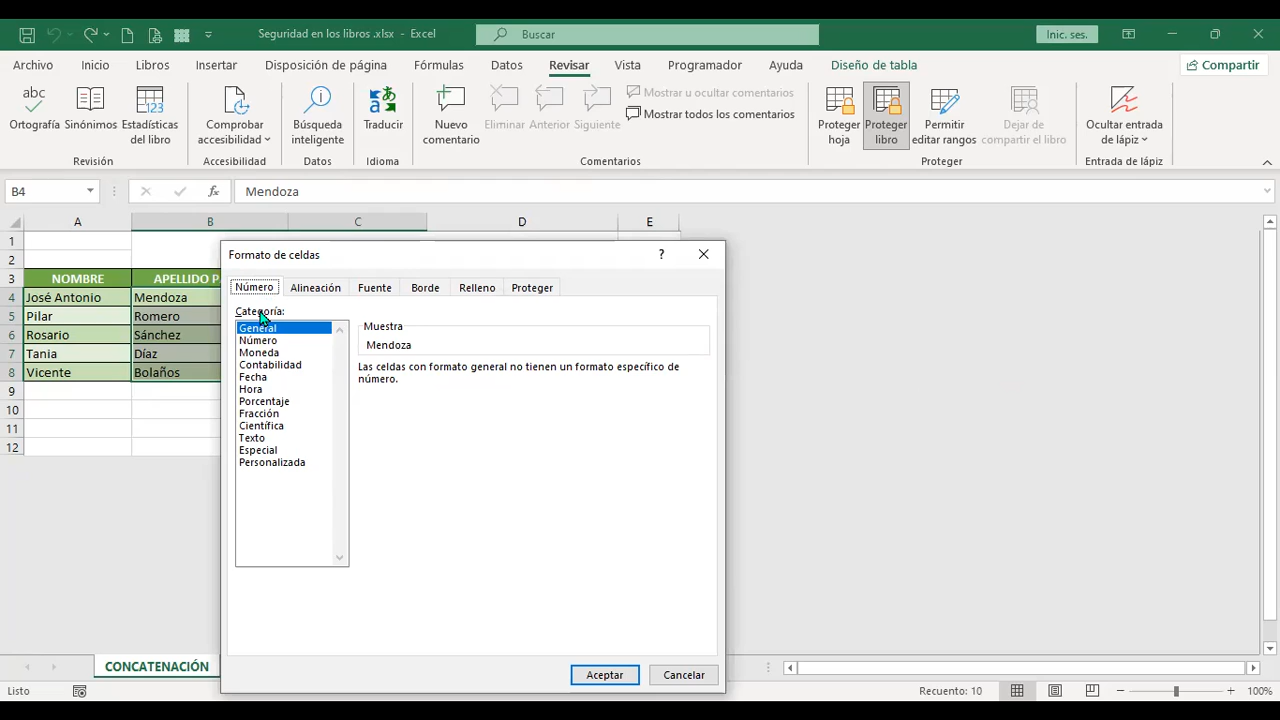 Seguridad en los libros .xlsx - Excel
Buscar
Inic. ses.
Archivo Inicio Libros Insertar Disposición de página Fórmulas Datos Revisar Vista Programador Ayuda Diseño de tabla Compartir
abc
Ortografía
Sinónimos
123
Estadísticas
del libro
Revisión
Comprobar
accesibilidad
Accesibilidad
Búsqueda
inteligente
Datos
Traducir
Idioma
Nuevo
comentario
Eliminar
Anterior
Siguiente
Mostrar u ocultar comentarios
Mostrar todos los comentarios
Comentarios
Proteger
hoja
Proteger
libro
Permitir
editar rangos
Dejar de
compartir el libro
Proteger
Ocultar entrada
de lápiz
Entrada de lápiz
B4 fx Mendoza
A B C D E
1
2
3 NOMBRE APELLIDO P
4 José Antonio Mendoza
5 Pilar Romero
6 Rosario Sánchez
7 Tania Díaz
8 Vicente Bolaños
9
10
11
12
Formato de celdas ?
Número Alineación Fuente Borde Relleno Proteger
Categoría:
General
Número
Moneda
Contabilidad
Fecha
Hora
Porcentaje
Fracción
Científica
Texto
Especial
Personalizada
Muestra
Mendoza
Las celdas con formato general no tienen un formato específico de
número.
Aceptar Cancelar
CONCATENACIÓN
Listo Recuento: 10 100%